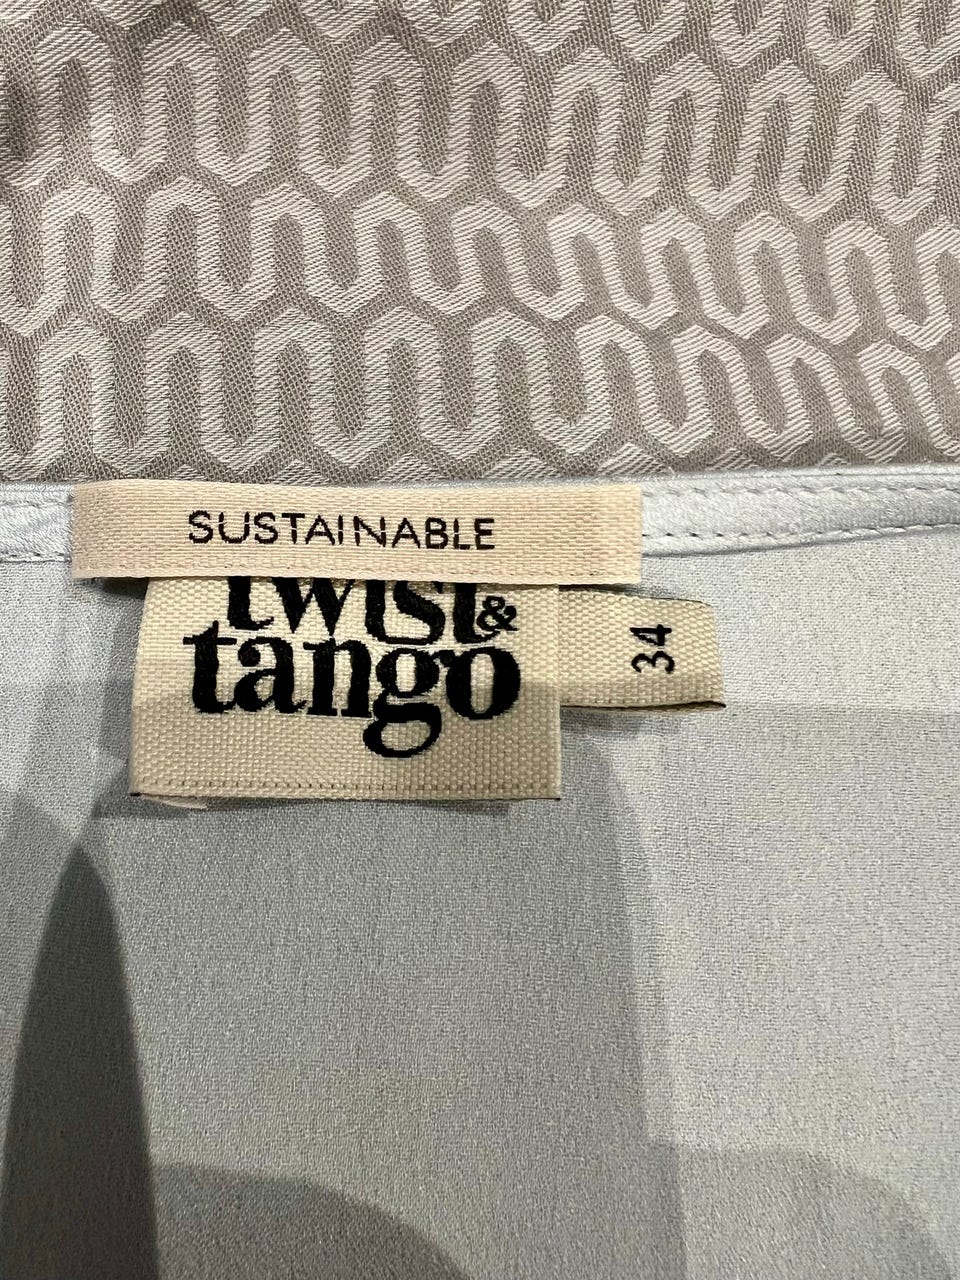 SUSTAINABLE
twist &
tango
34